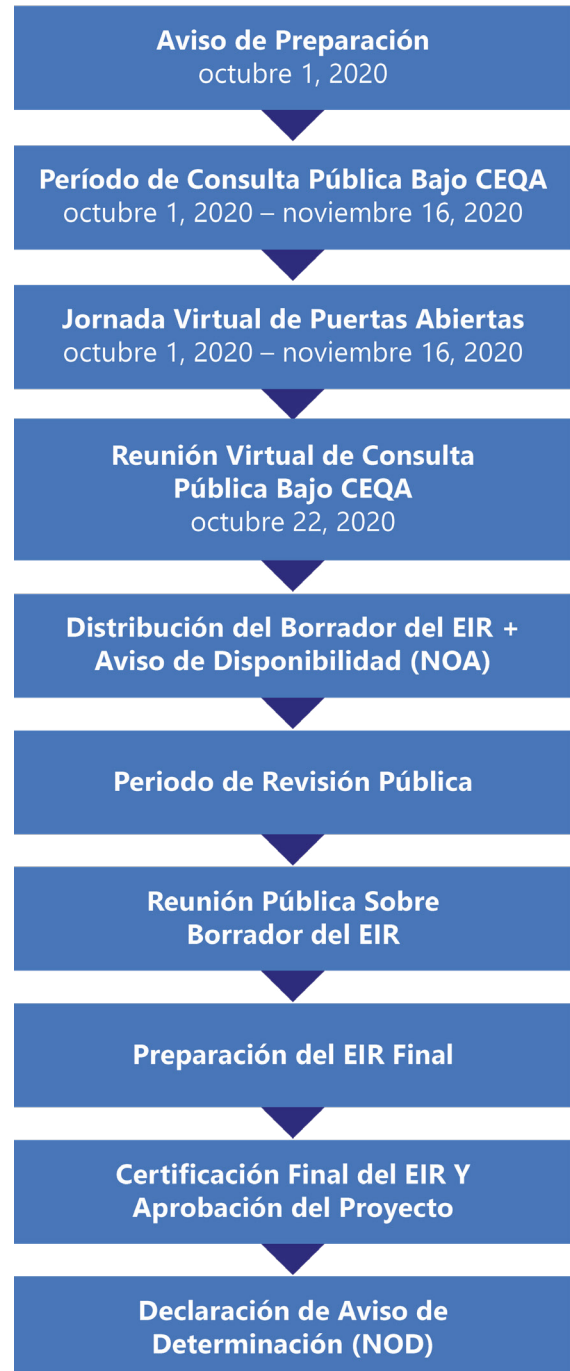 Aviso de Preparación
octubre 1, 2020
Período de Consulta Pública Bajo CEQA
octubre 1, 2020 – noviembre 16, 2020
Jornada Virtual de Puertas Abiertas
octubre 1, 2020 – noviembre 16, 2020
Reunión Virtual de Consulta
Pública Bajo CEQA
octubre 22, 2020
Distribución del Borrador del EIR +
Aviso de Disponibilidad (NOA)
Periodo de Revisión Pública
Reunión Pública Sobre
Borrador del EIR
Preparación del EIR Final
Certificación Final del EIR Y
Aprobación del Proyecto
Declaración de Aviso de
Determinación (NOD)